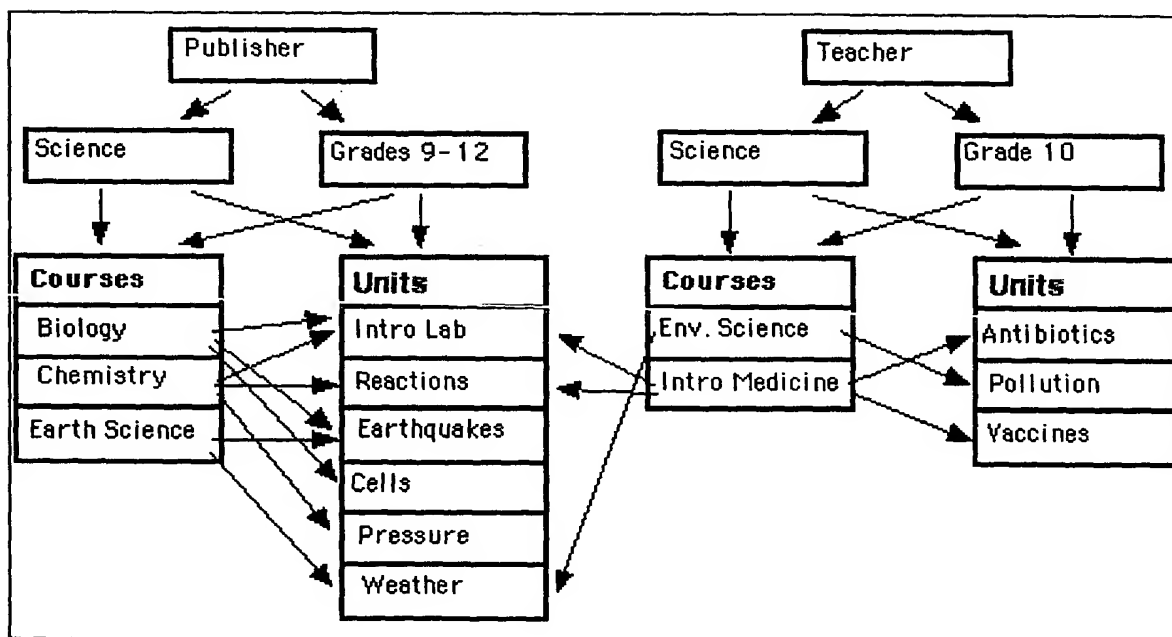 Publisher
Teacher
Science
Grades 9-12
Science
Grade 10
Courses
Biology
Chemistry
Earth Science
Units
Intro Lab
Reactions
Earthquakes
Cells
Pressure
Weather
Courses
Env. Science
Intro Medicine
Units
Antibiotics
Pollution
Vaccines